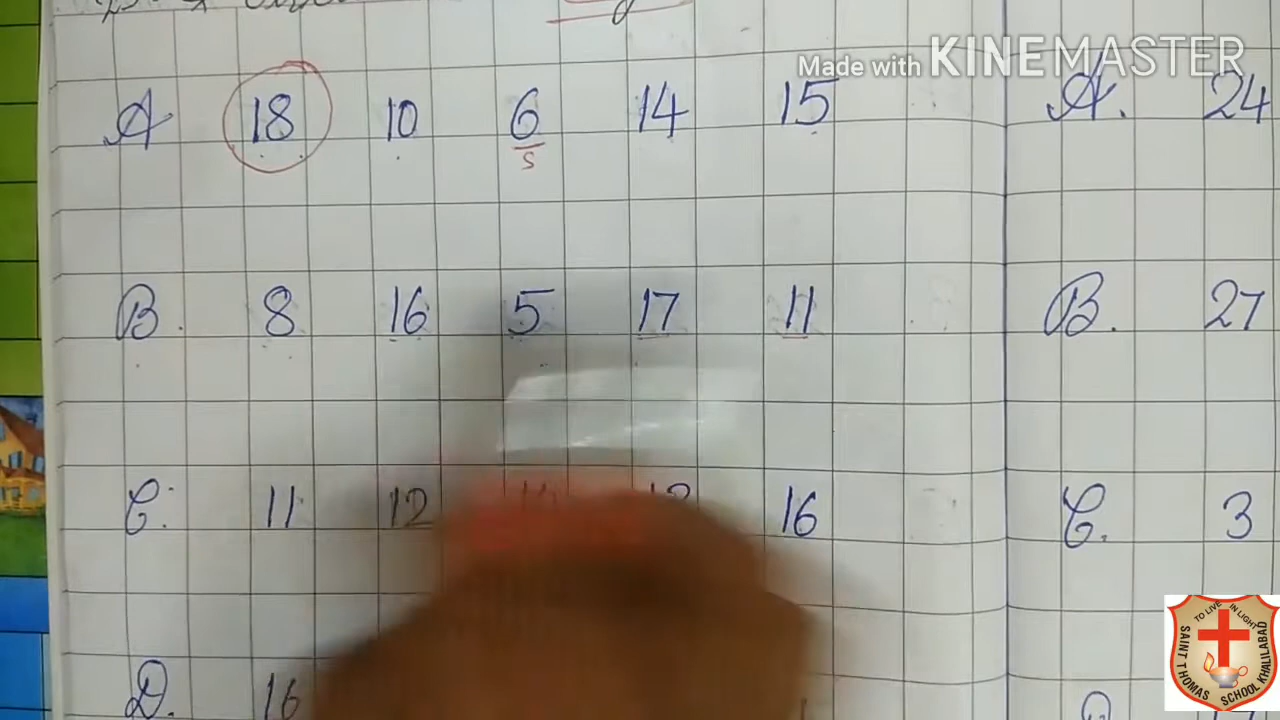 Made with KINEMASTER
A 18 10 6 14 15
S
B. 8 16 5 17 11
C. 11 12 16
D. 16
A. 24
B. 27
C. 3
TO LIVE IN LIGHT
SAINT THOMAS SCHOOL KHALILABAD